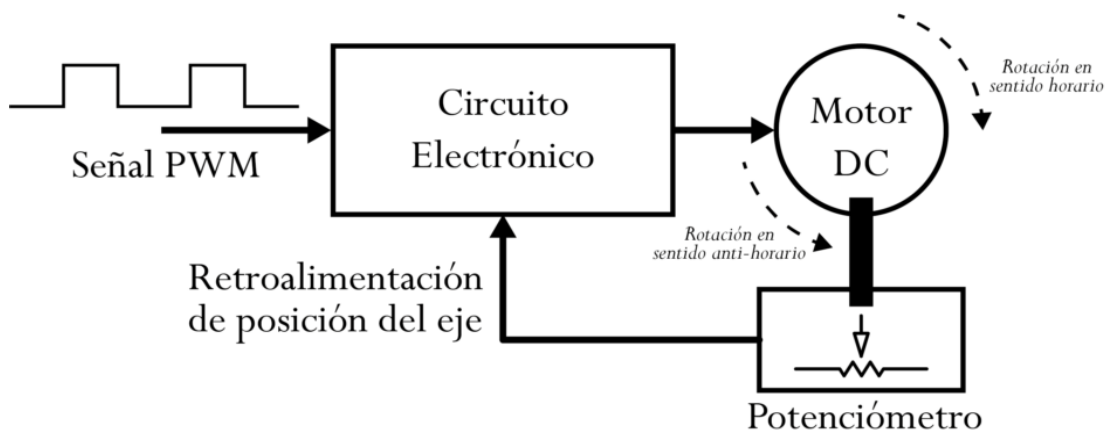 Señal PWM
Circuito
Electrónico
Motor
DC
Rotación en
sentido horario
Rotación en
sentido anti-horario
Retroalimentación
de posición del eje
Potenciómetro